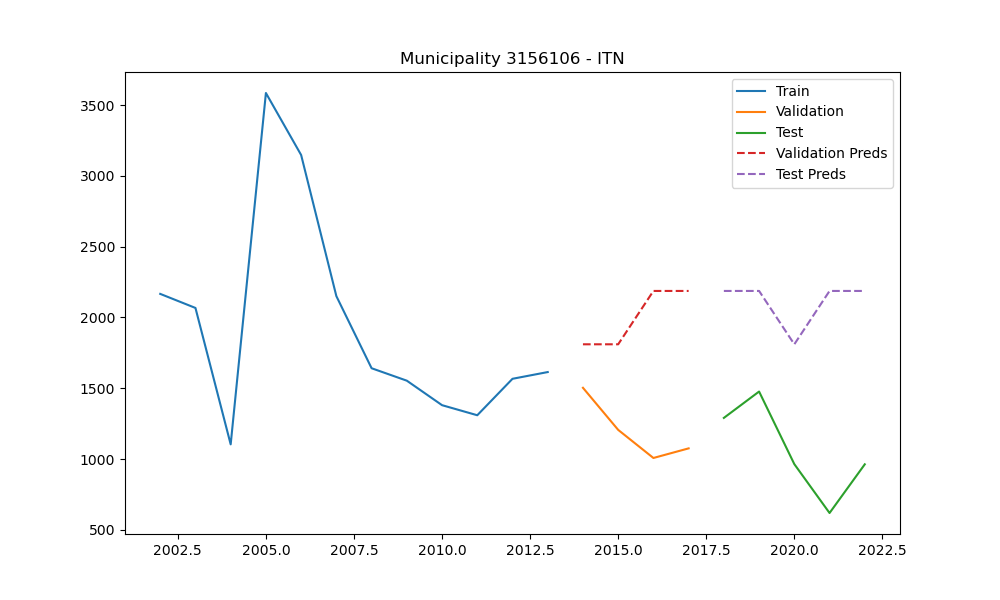 Municipality 3156106 - ITN
Train
Validation
Test
Validation Preds
Test Preds
3500
3000
2500
2000
1500
1000
500
2002.5 2005.0 2007.5 2010.0 2012.5 2015.0 2017.5 2020.0 2022.5